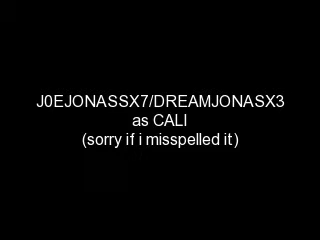 J0EJONASSX7/DREAMJONASX3
as CALI
(sorry if i misspelled it)